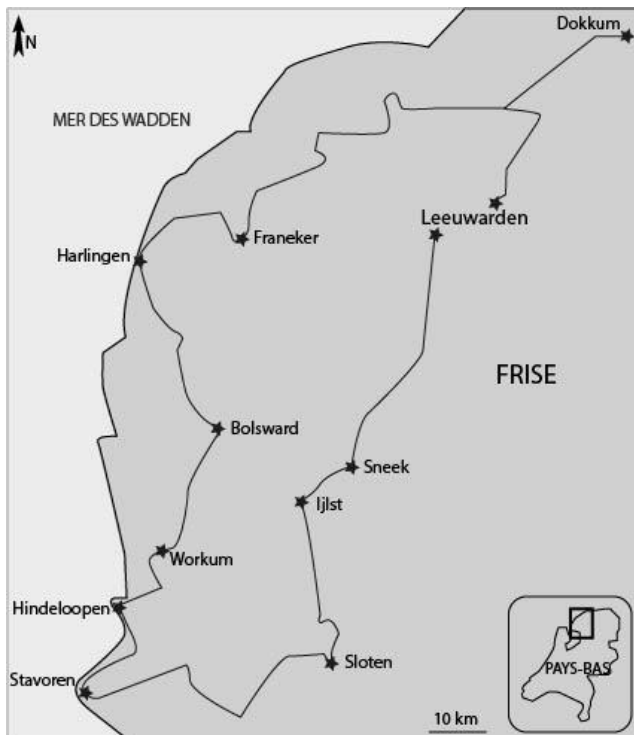 Dokkum
N
MER DES WADDEN
Leeuwarden
Franeker
Harlingen
FRISE
Bolsward
Sneek
Ijlst
Workum
Hindeloopen
Sloten
PAYS-BAS
Stavoren
10 km